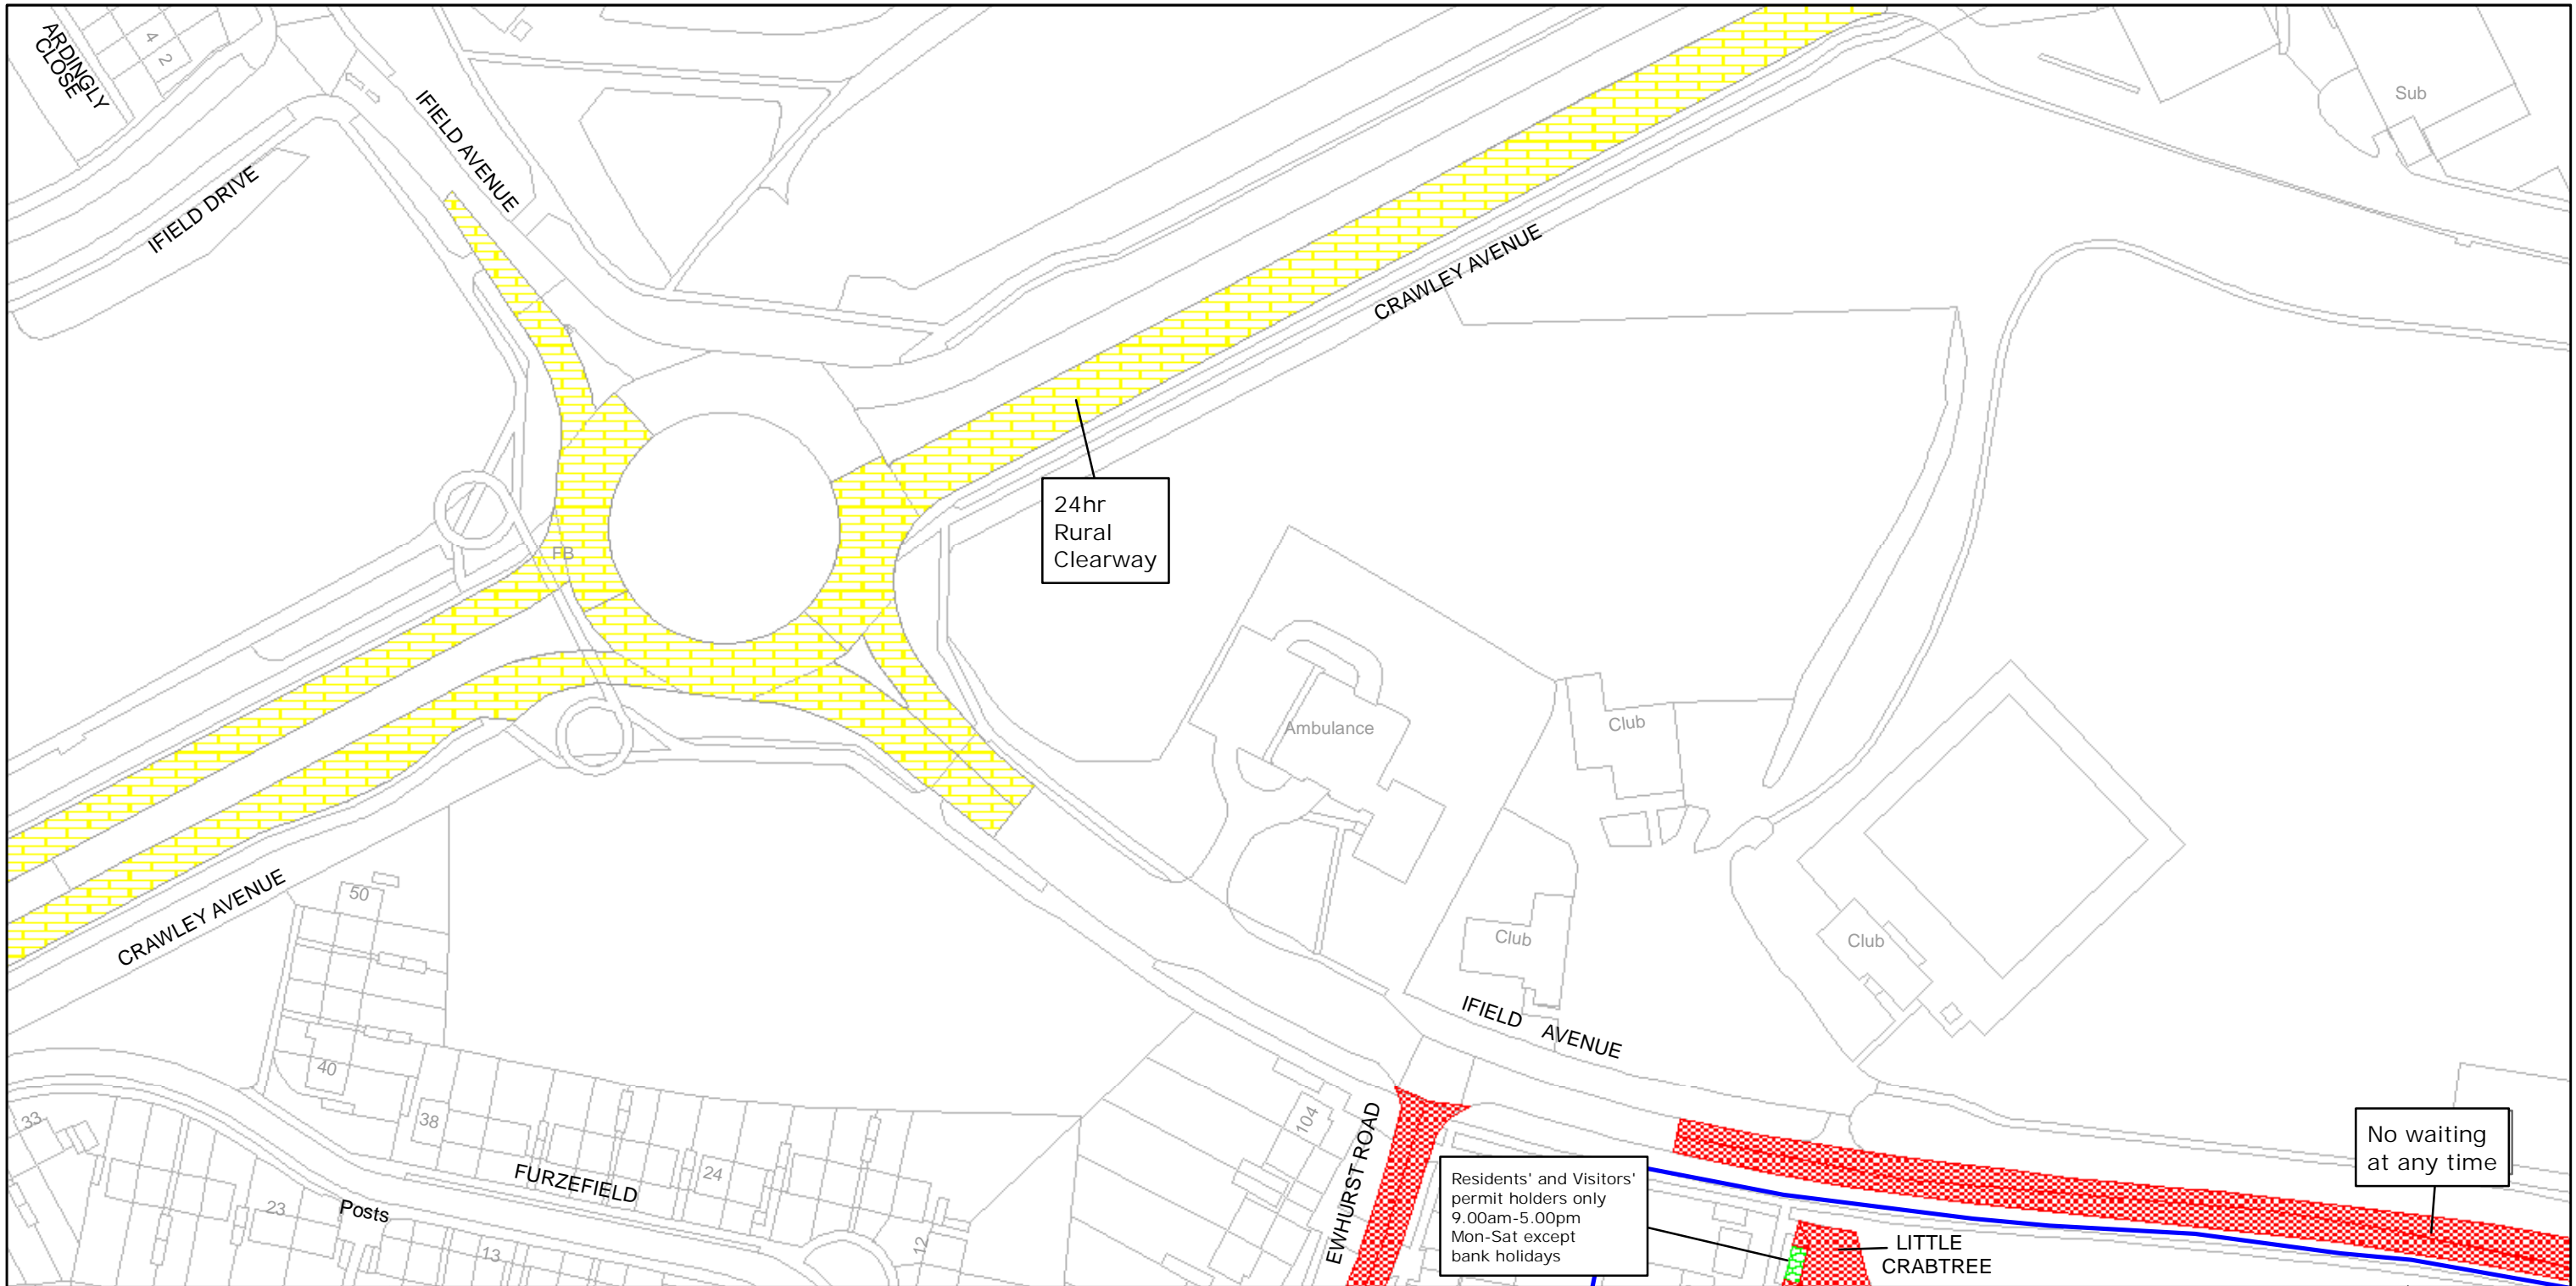 ARDINGLY
CLOSE
4
2
IFIELD AVENUE
IFIELD DRIVE
Sub
CRAWLEY AVENUE
24hr
Rural
Clearway
FB
Ambulance
Club
Club
Club
50
CRAWLEY AVENUE
IFIELD AVENUE
40
38
33
104
24
FURZEFIELD
23
Posts
13
12
EWHURST ROAD
No waiting
at any time
Residents' and Visitors'
permit holders only
9.00am-5.00pm
Mon-Sat except
bank holidays
LITTLE
CRABTREE